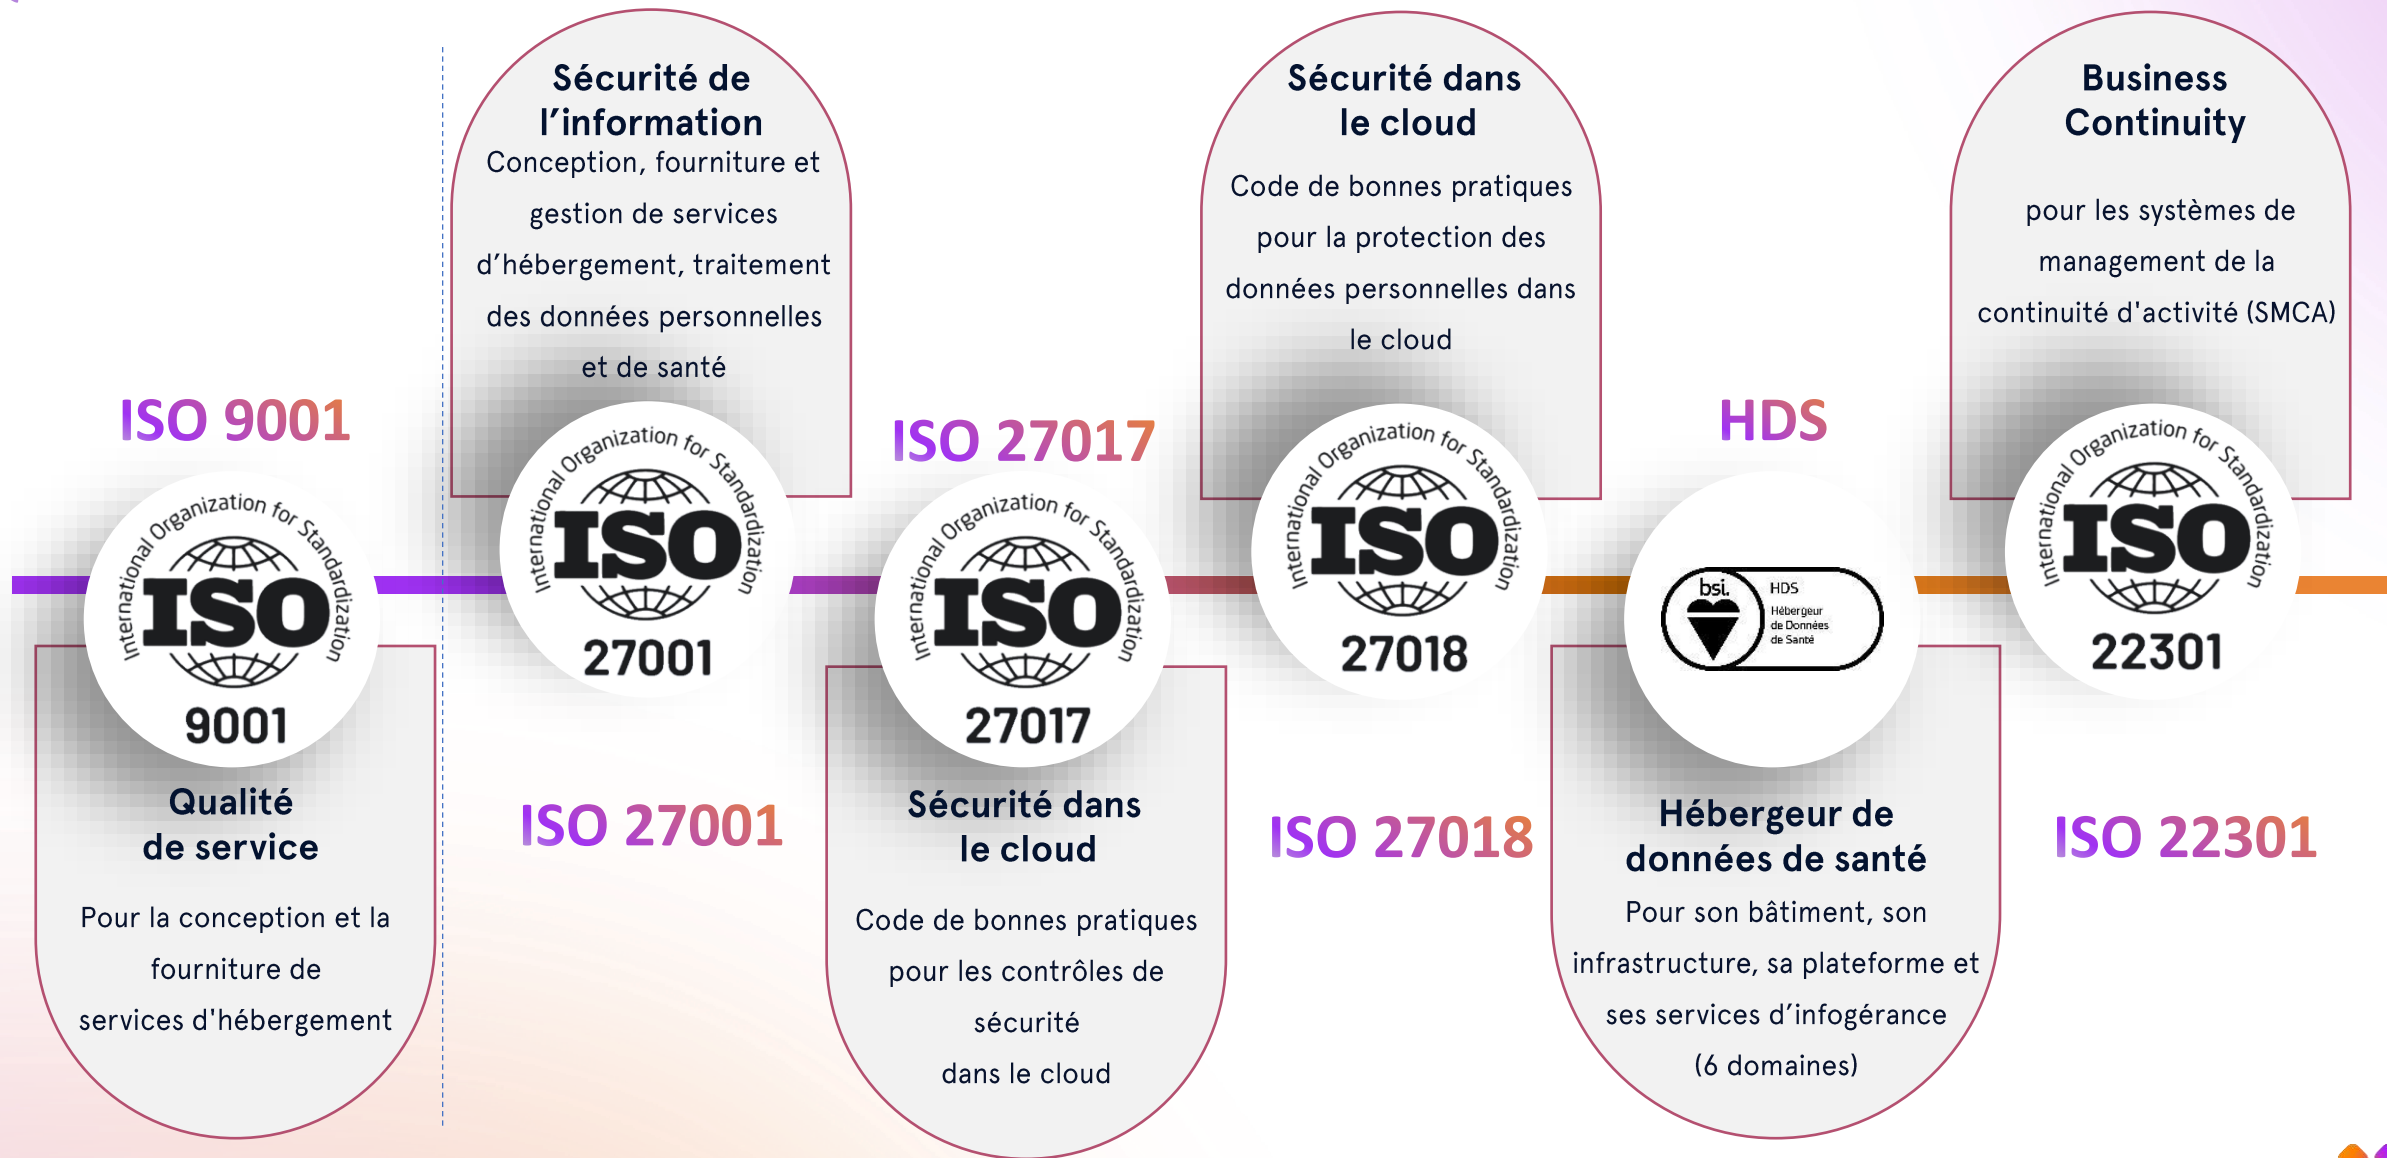 ISO 9001
International Organization for Standardization
ISO
9001
Qualité
de service
Pour la conception et la
fourniture de
services d'hébergement
Sécurité de
l’information
Conception, fourniture et
gestion de services
d’hébergement, traitement
des données personnelles
et de santé
International Organization for Standardization
ISO
27001
ISO 27001
ISO 27017
International Organization for Standardization
ISO
27017
Sécurité dans
le cloud
Code de bonnes pratiques
pour les contrôles de
sécurité
dans le cloud
Sécurité dans
le cloud
Code de bonnes pratiques
pour la protection des
données personnelles dans
le cloud
International Organization for Standardization
ISO
27018
ISO 27018
HDS
bsi.
HDS
Hébergeur
de Données
de Santé
Hébergeur de
données de santé
Pour son bâtiment, son
infrastructure, sa plateforme et
ses services d’infogérance
(6 domaines)
Business
Continuity
pour les systèmes de
management de la
continuité d'activité (SMCA)
International Organization for Standardization
ISO
22301
ISO 22301